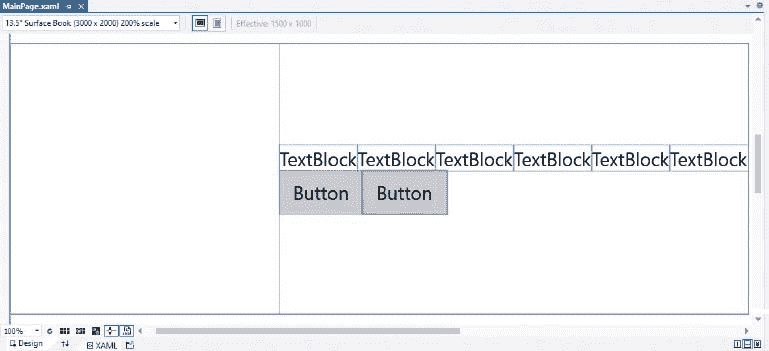 MainPage.xaml
13.5" Surface Book (3000 x 2000) 200% scale Effective: 1500 x 1000
TextBlock TextBlock TextBlock TextBlock TextBlock TextBlock
Button Button
100%
Design XAML